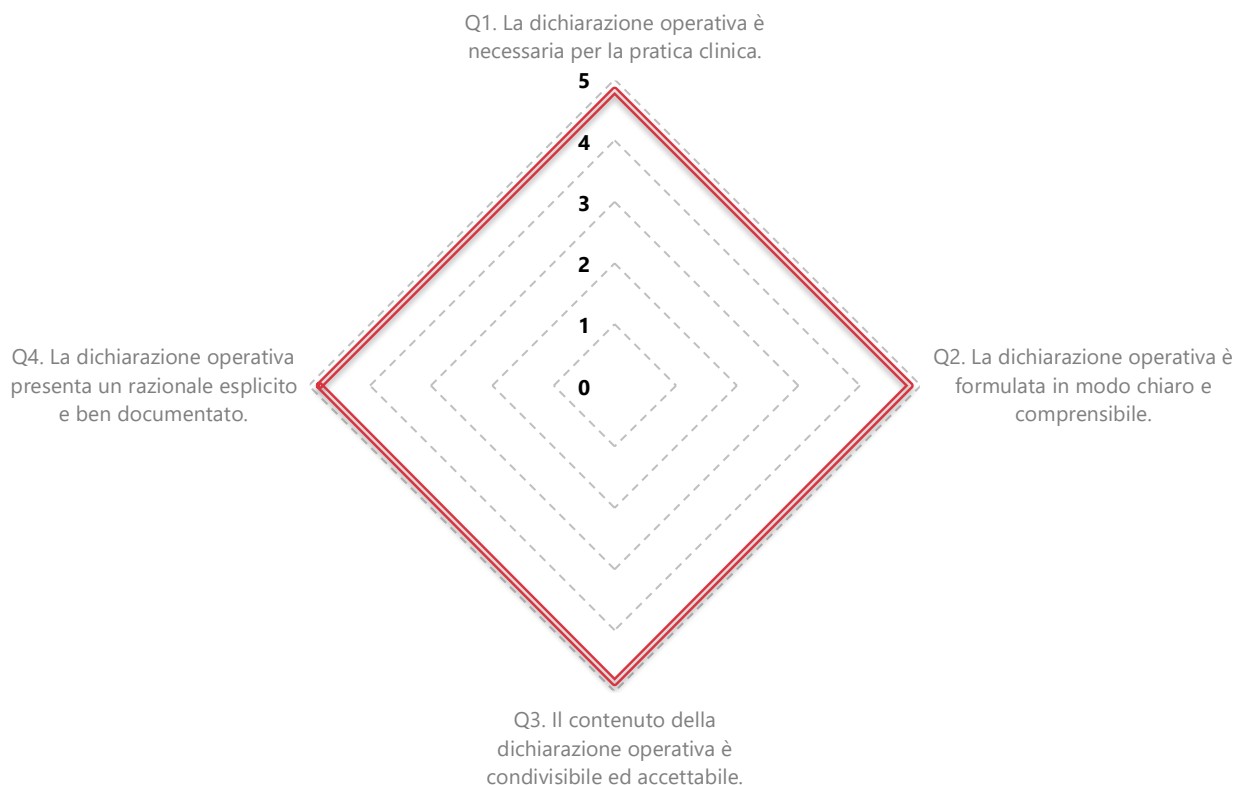 Q1. La dichiarazione operativa è
necessaria per la pratica clinica.
5
4
3
2
1
0
Q4. La dichiarazione operativa
presenta un razionale esplicito
e ben documentato.
Q2. La dichiarazione operativa è
formulata in modo chiaro e
comprensibile.
Q3. Il contenuto della
dichiarazione operativa è
condivisibile ed accettabile.